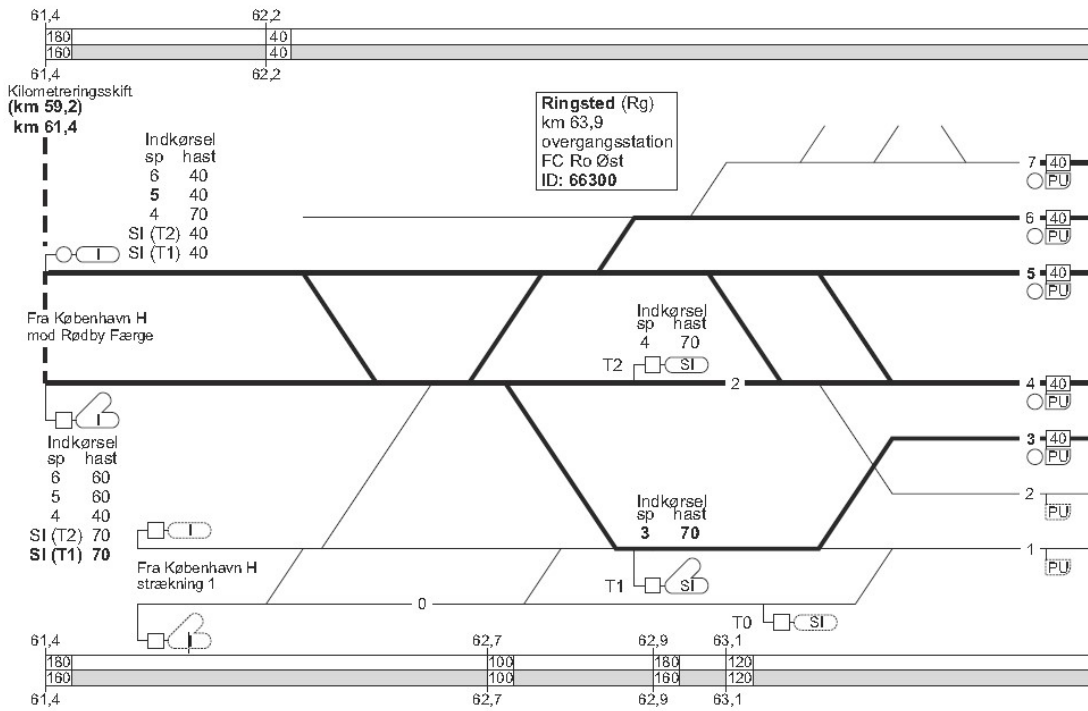 61,4 62,2
180 40
160 40
61,4 62,2
Kilometreringsskift
(km 59,2)
km 61,4
Indkørsel
sp hast
6 40
5 40
4 70
SI (T2) 40
SI (T1) 40
I
Ringsted (Rg)
km 63,9
overgangsstation
FC Ro Øst
ID: 66300
7 40
PU
6 40
PU
5 40
PU
Fra København H
mod Rødby Færge
Indkørsel
sp hast
4 70
T2 SI
2
4 40
PU
I
Indkørsel
sp hast
6 60
5 60
4 40
SI (T2) 70
SI (T1) 70
3 40
PU
2
PU
I
Indkørsel
sp hast
3 70
1
PU
Fra København H
strækning 1
T1 SI
0
T0 SI
I
61,4 62,7 62,9 63,1
180 100 180 120
160 100 160 120
61,4 62,7 62,9 63,1